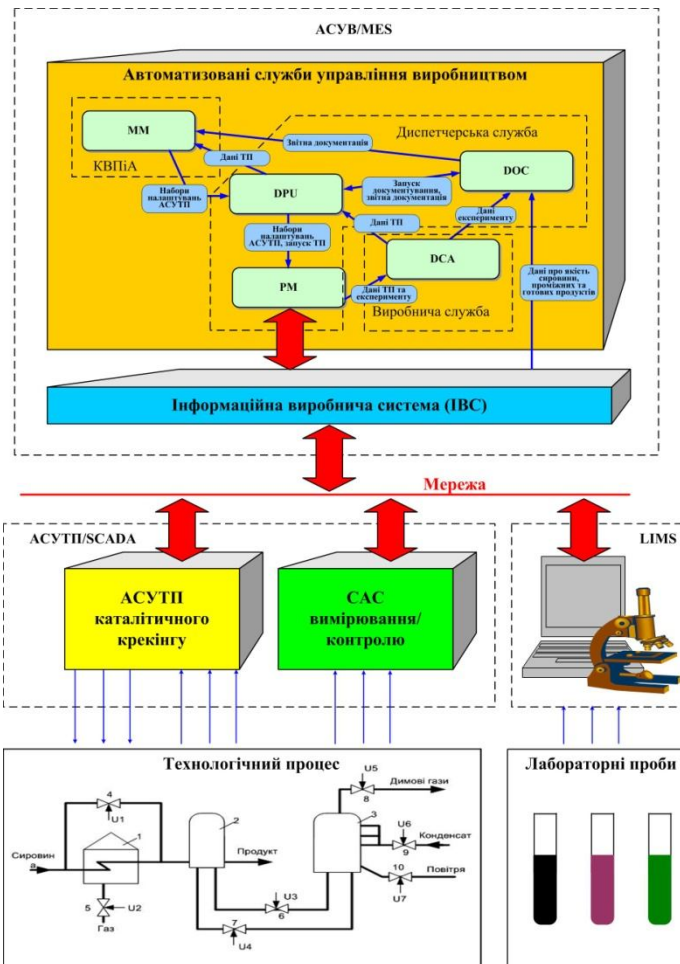 АСУВ/MES
Автоматизовані служби управління виробництвом
ММ
КВПіА
Звітна документація
Диспетчерська служба
Дані ТП
DOC
Набори
налаштувань
АСУТП
DPU
Запуск
документування,
звітна документація
Дані ТП
Дані
експерименту
Набори
налаштувань
АСУТП, запуск ТП
DCA
Дані про якість
сировини,
проміжних та
готових продуктів
PM
Дані ТП та
експерименту
Виробнича служба
Інформаційна виробнича система (ІВС)
Мережа
АСУТП/SCADA
LIMS
АСУТП
каталітичного
крекінгу
САС
вимірювання/
контролю
Технологічний процес
Лабораторні проби
U5
Димові гази
8
4
U1
1
2
3
U6
Конденсат
9
Сировин
а
Продукт
10
Повітря
U7
U3
6
5
U2
Газ
7
U4